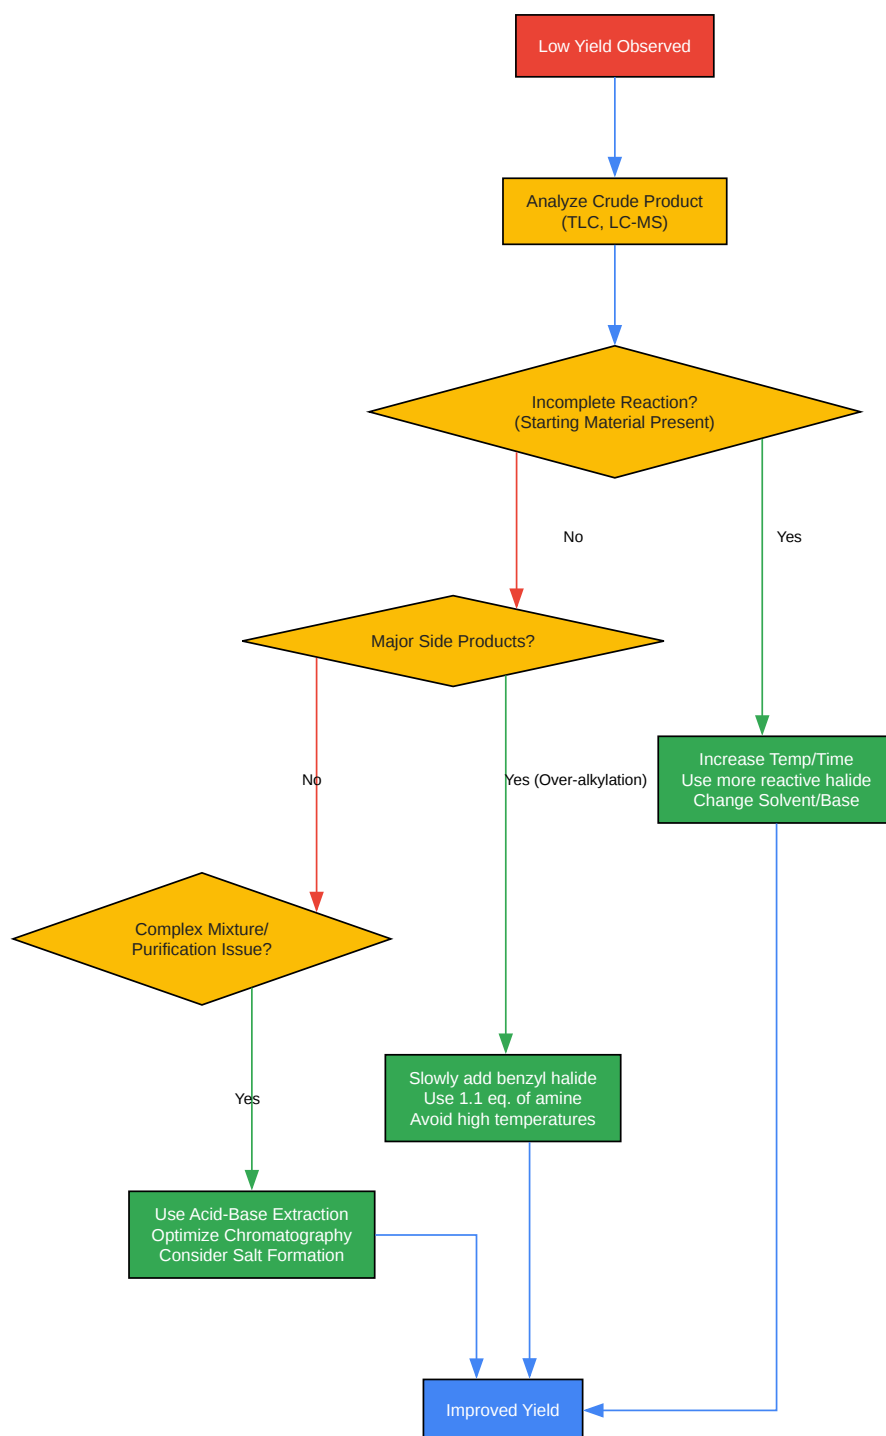 Low Yield Observed
Analyze Crude Product
(TLC, LC-MS)
Incomplete Reaction?
(Starting Material Present)
No
Yes
Major Side Products?
No
Yes (Over-alkylation)
Increase Temp/Time
Use more reactive halide
Change Solvent/Base
Complex Mixture/
Purification Issue?
Yes
Slowly add benzyl halide
Use 1.1 eq. of amine
Avoid high temperatures
Use Acid-Base Extraction
Optimize Chromatography
Consider Salt Formation
Improved Yield